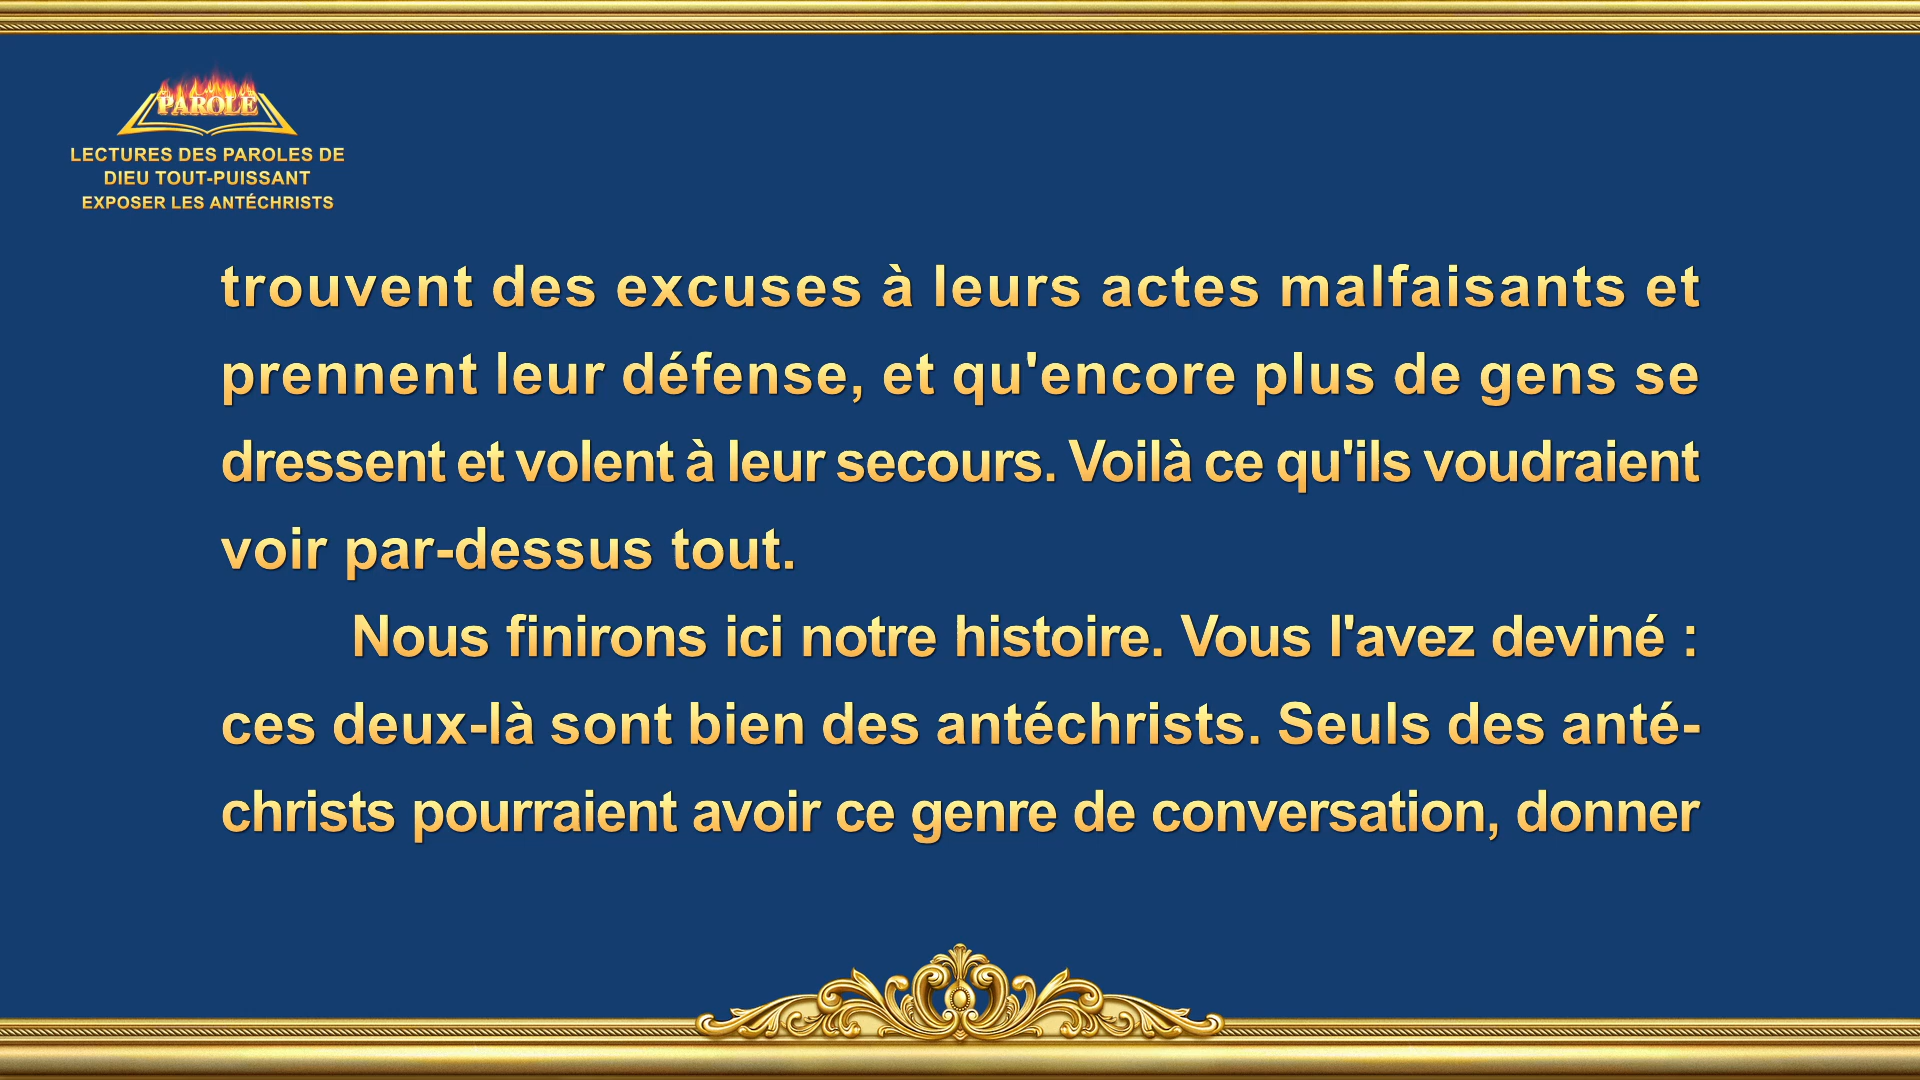 PAROLE
LECTURES DES PAROLES DE
DIEU TOUT-PUISSANT
EXPOSER LES ANTÉCHRISTS
trouvent des excuses à leurs actes malfaisants et
prennent leur défense, et qu'encore plus de gens se
dressent et volent à leur secours. Voilà ce qu'ils voudraient
voir par-dessus tout.
Nous finirons ici notre histoire. Vous l'avez deviné :
ces deux-là sont bien des antéchrists. Seuls des anté-
christs pourraient avoir ce genre de conversation, donner